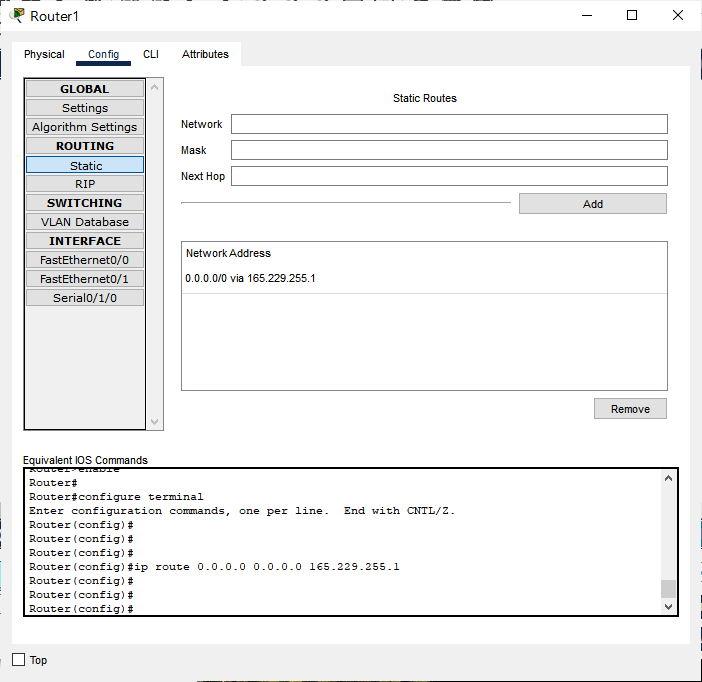 Router1
Physical Config CLI Attributes
GLOBAL
Settings
Algorithm Settings
ROUTING
Static
RIP
SWITCHING
VLAN Database
INTERFACE
FastEthernet0/0
FastEthernet0/1
Serial0/1/0
Static Routes
Network
Mask
Next Hop
Add
Network Address
0.0.0.0/0 via 165.229.255.1
Remove
Equivalent IOS Commands
Router>enable
Router#
Router#configure terminal
Enter configuration commands, one per line.  End with CNTL/Z.
Router(config)#
Router(config)#
Router(config)#
Router(config)#ip route 0.0.0.0 0.0.0.0 165.229.255.1
Router(config)#
Router(config)#
Router(config)#
Top